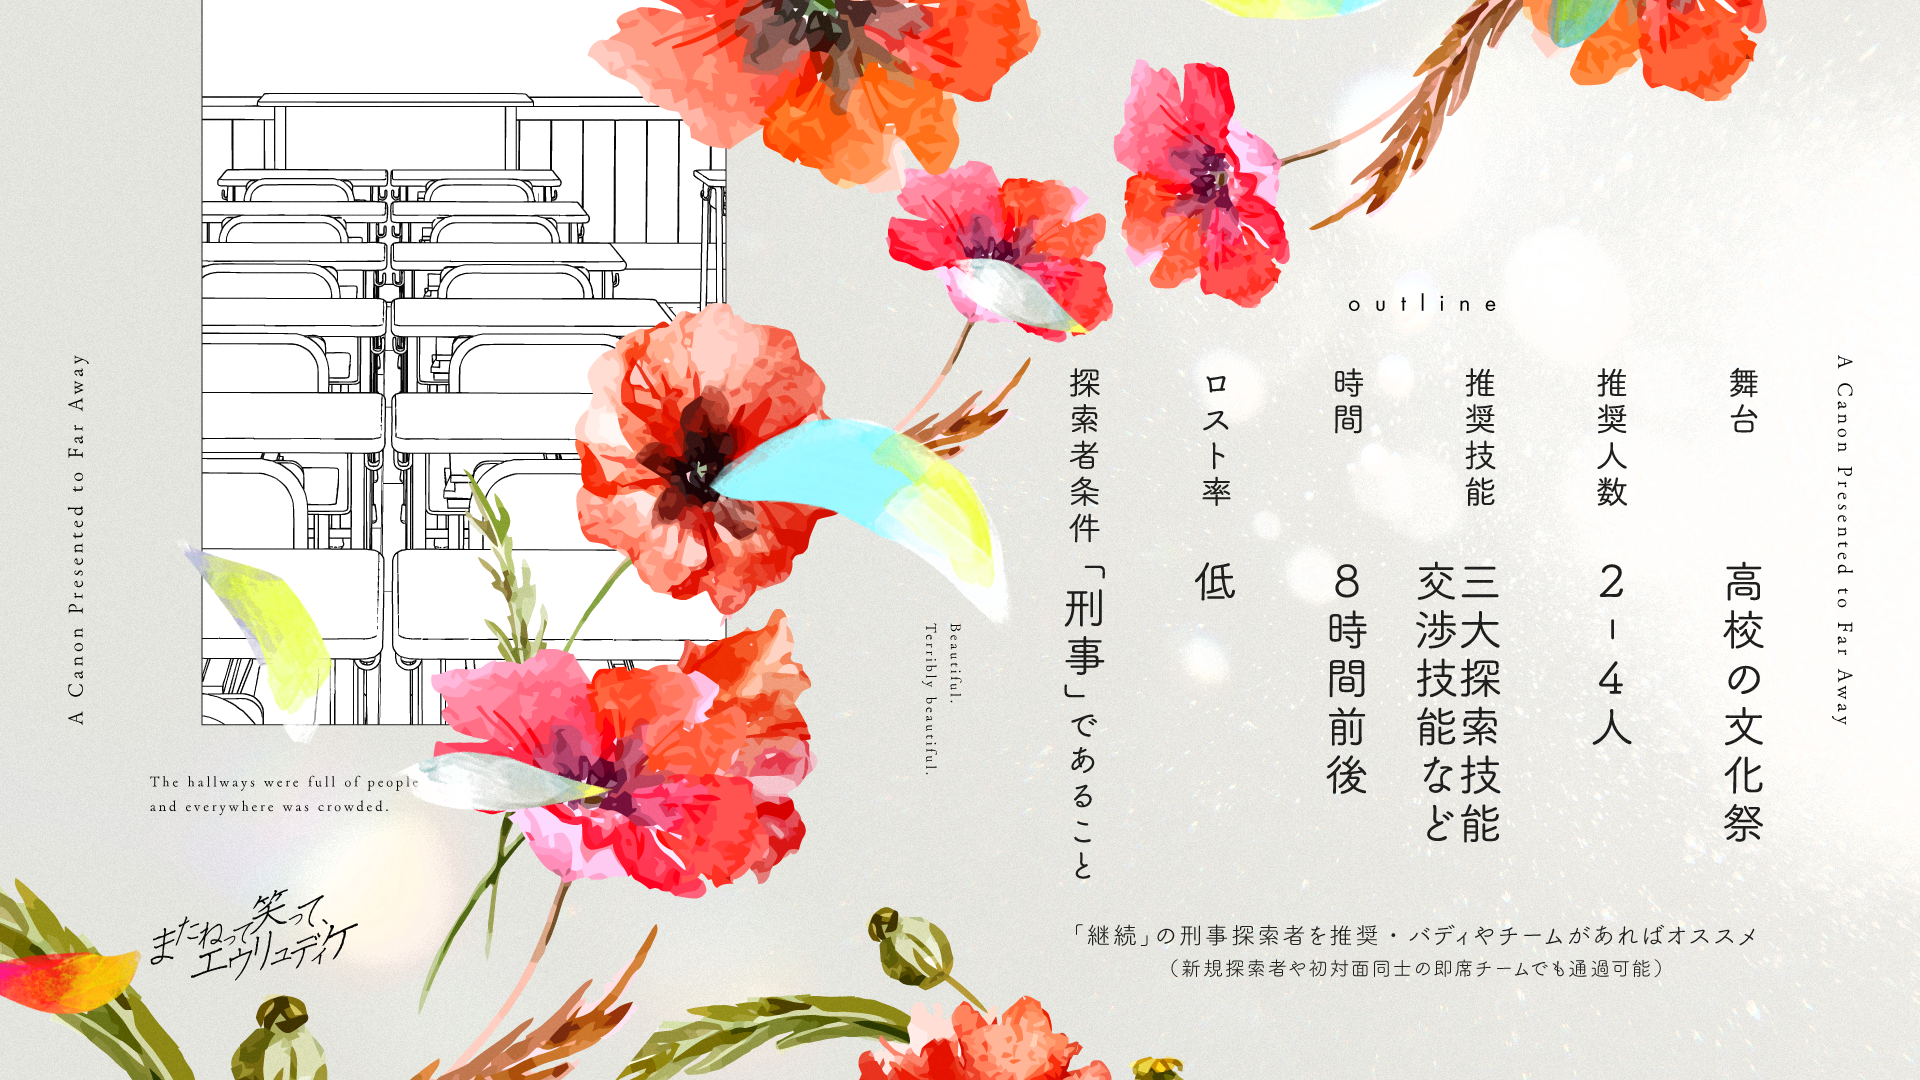 A Canon Presented to Far Away
outline
舞台 高校の文化祭
推奨人数 2-4人
推奨技能 三大探索技能
交渉技能など
時間 8時間前後
ロスト率 低
探索者条件 「刑事」であること
「継続」の刑事探索者を推奨・バディやチームがあればオススメ
（新規探索者や初対面同士の即席チームでも通過可能）
Beautiful.
Terribly beautiful.
A Canon Presented to Far Away
The hallways were full of people
and everywhere was crowded.
またねって笑って、
エウリュディケ